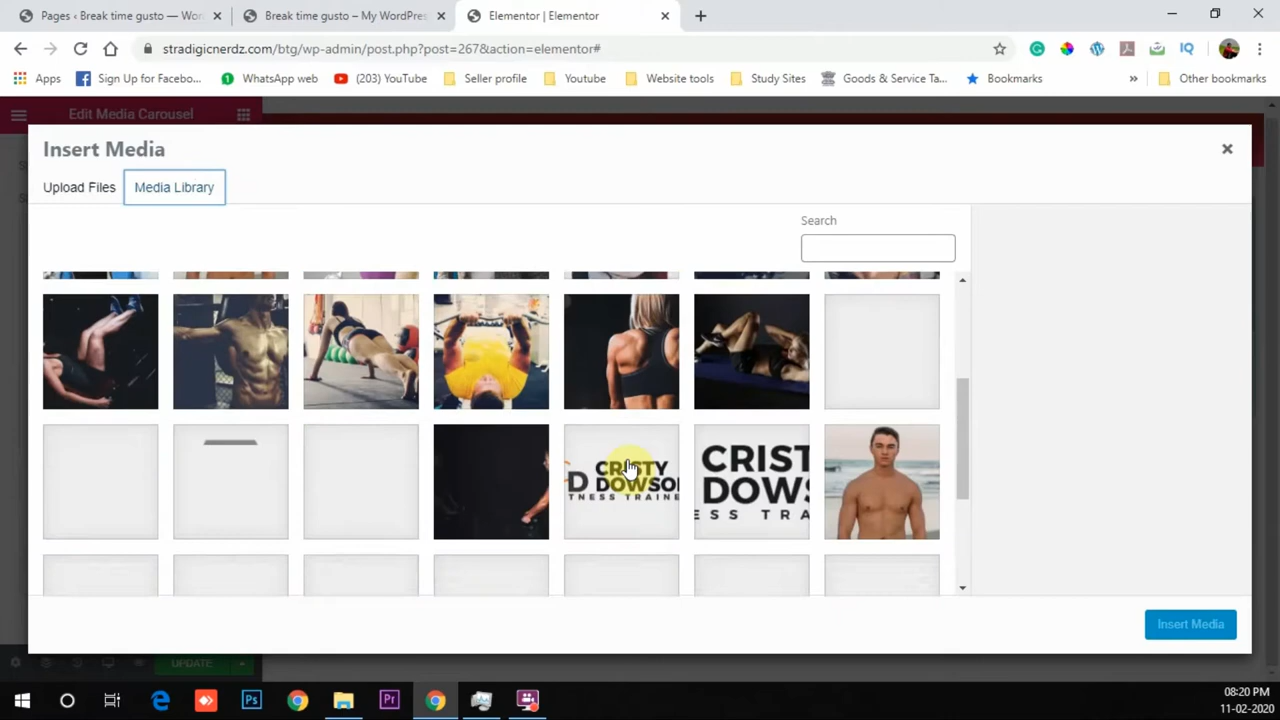 Pages ‹ Break time gusto — Wor
Break time gusto – My WordPres
Elementor | Elementor
stradigicnerdz.com/btg/wp-admin/post.php?post=267&action=elementor#
Apps
Sign Up for Facebo...
WhatsApp web
(203) YouTube
Seller profile
Youtube
Website tools
Study Sites
Goods & Service Ta...
Bookmarks
»
Other bookmarks
Edit Media Carousel
Insert Media
Upload Files
Media Library
Search
CRISTY
D DOWSO
TNESS TRAINE
CRIST
DOWS
ESS TRA
Insert Media
UPDATE
08:20 PM
11-02-2020